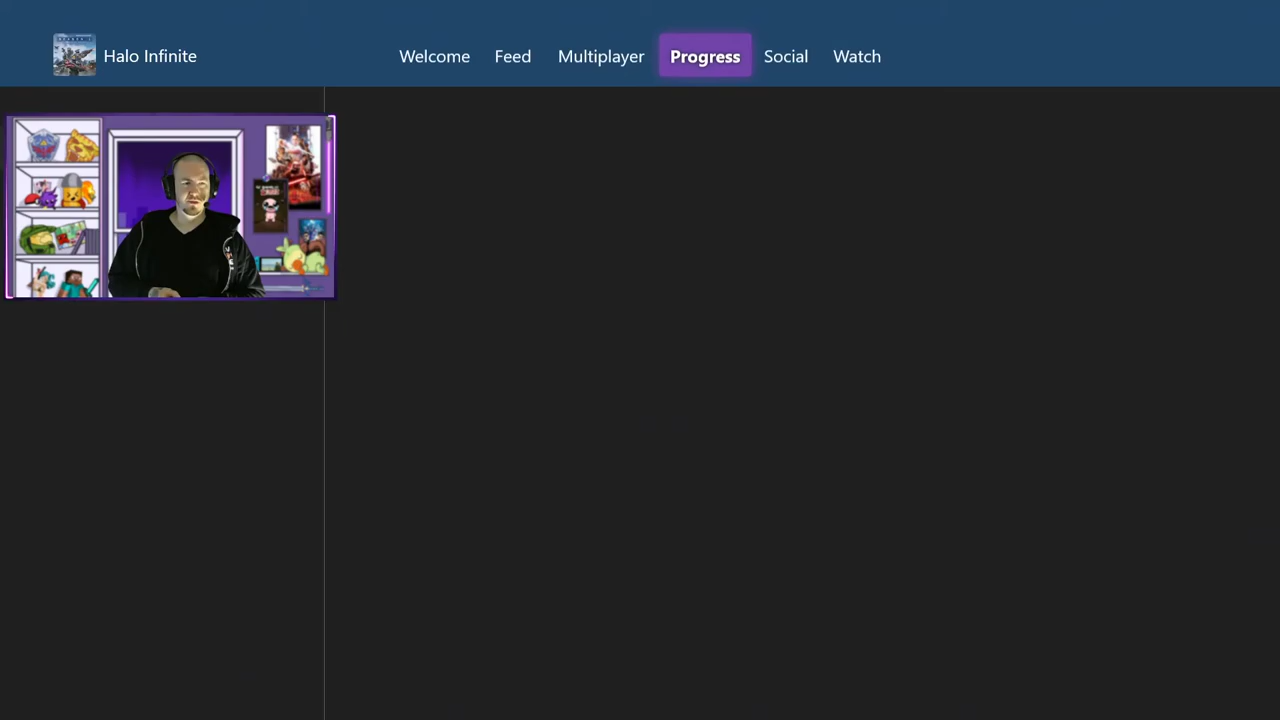 Halo Infinite
Welcome
Feed
Multiplayer
Progress
Social
Watch